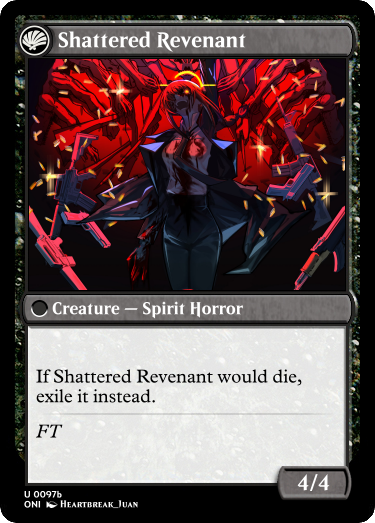 Shattered Revenant
Creature — Spirit Horror
If Shattered Revenant would die,
exile it instead.
FT
4/4
U 0097b
ONI Heartbreak_Juan